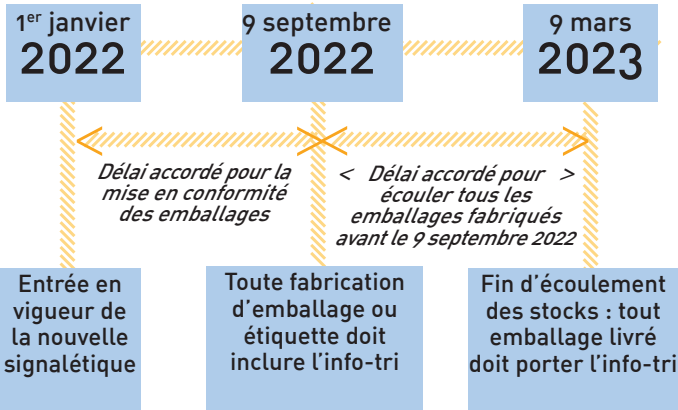 1er janvier
2022
9 septembre
2022
9 mars
2023
Délai accordé pour la
mise en conformité
des emballages
< Délai accordé pour >
écouler tous les
emballages fabriqués
avant le 9 septembre 2022
Entrée en
vigueur de
la nouvelle
signalétique
Toute fabrication
d’emballage ou
étiquette doit
inclure l’info-tri
Fin d’écoulement
des stocks : tout
emballage livré
doit porter l’info-tri